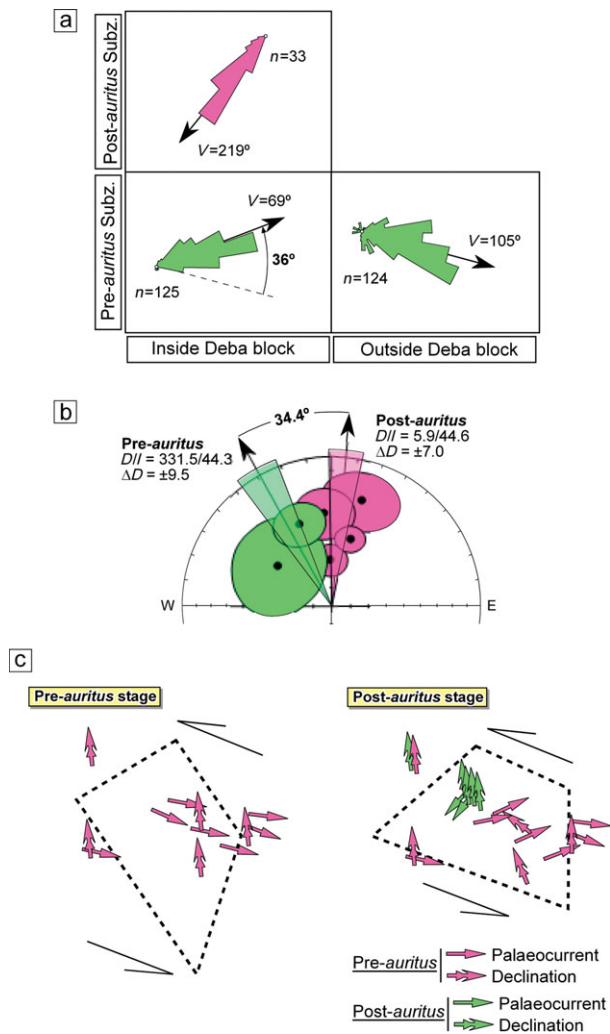 a
Post-auritus Subz.
n=33
V=219º
Pre-auritus Subz.
V=69º
36º
n=125
V=105º
n=124
Inside Deba block
Outside Deba block
b
34.4º
Pre-auritus
D/I = 331.5/44.3
ΔD = ±9.5
Post-auritus
D/I = 5.9/44.6
ΔD = ±7.0
W
E
c
Pre-auritus stage
Post-auritus stage
Pre-auritus
Palaeocurrent
Declination
Post-auritus
Palaeocurrent
Declination